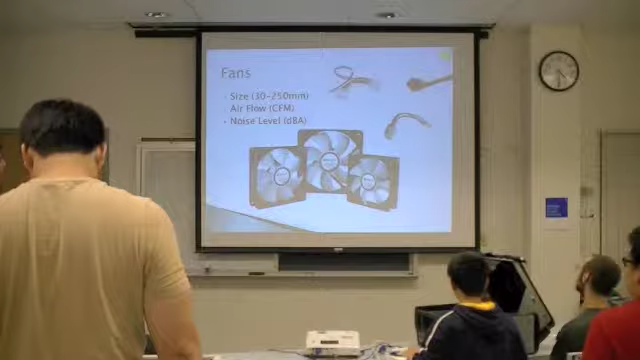 Fans
- Size (30-250mm)
- Air Flow (CFM)
- Noise Level (dBA)